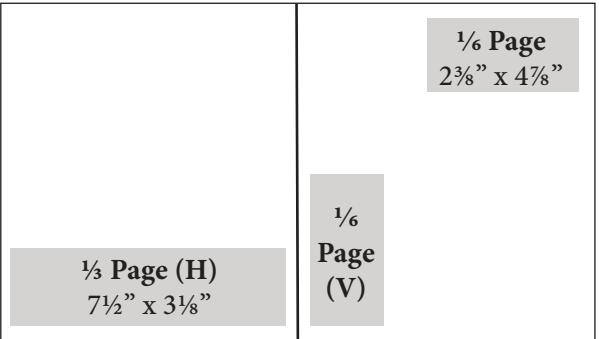 ⅓ Page (H)
7½” x 3⅛”
⅙ Page
2⅜” x 4⅞”
⅙
Page
(V)